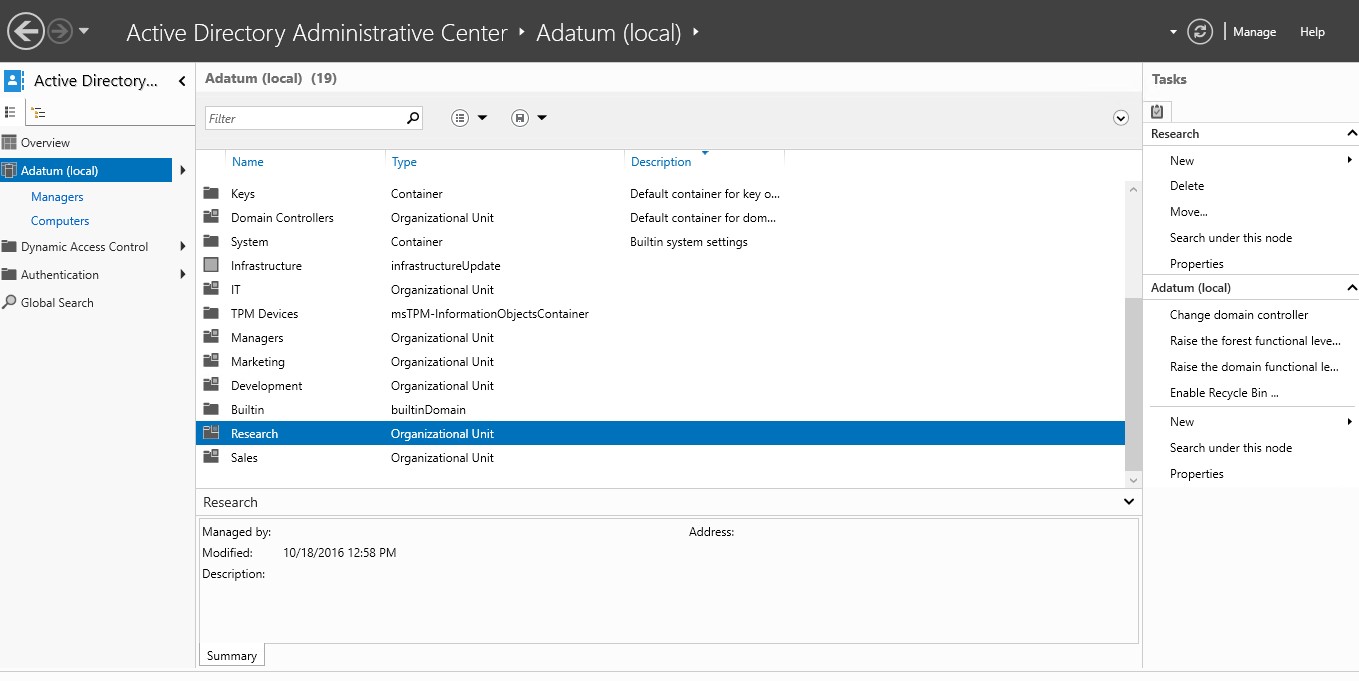 Active Directory Administrative Center ‣ Adatum (local) ‣
Manage Help
Active Directory...
Overview
Adatum (local)
Managers
Computers
Dynamic Access Control
Authentication
Global Search
Adatum (local) (19)
Filter
Name Type Description
Keys Container Default container for key o...
Domain Controllers Organizational Unit Default container for dom...
System Container Builtin system settings
Infrastructure infrastructureUpdate
IT Organizational Unit
TPM Devices msTPM-InformationObjectsContainer
Managers Organizational Unit
Marketing Organizational Unit
Development Organizational Unit
Builtin builtinDomain
Research Organizational Unit
Sales Organizational Unit
Research
Managed by: Address:
Modified: 10/18/2016 12:58 PM
Description:
Summary
Tasks
Research
New
Delete
Move...
Search under this node
Properties
Adatum (local)
Change domain controller
Raise the forest functional leve...
Raise the domain functional le...
Enable Recycle Bin ...
New
Search under this node
Properties